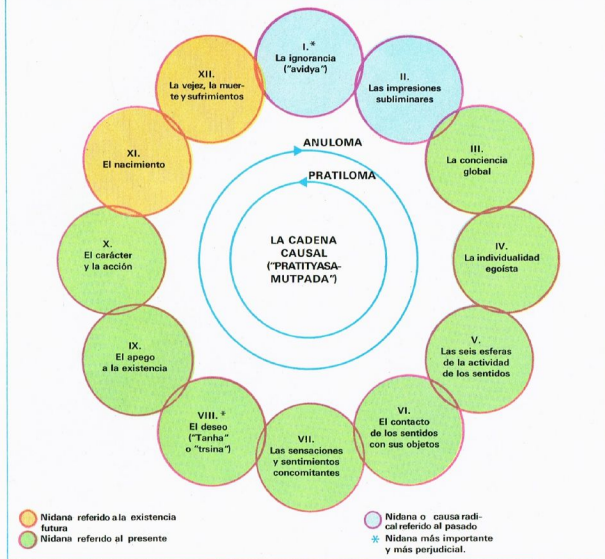 I.*
La ignorancia
("avidya")
II.
Las impresiones
subliminares
III.
La conciencia
global
IV.
La individualidad
egoísta
V.
Las seis esferas
de la actividad
de los sentidos
VI.
El contacto
de los sentidos
con sus objetos
VII.
Las sensaciones
y sentimientos
concomitantes
VIII.*
El deseo
("Tanha"
o "trsina")
IX.
El apego
a la existencia
X.
El carácter
y la acción
XI.
El nacimiento
XII.
La vejez, la muer-
te y sufrimientos
ANULOMA
PRATILOMA
LA CADENA
CAUSAL
("PRATITYASA-
MUTPADA")
Nidana referido a la existencia
futura
Nidana referido al presente
Nidana o causa radi-
cal referido al pasado
* Nidana más importante
y más perjudicial.